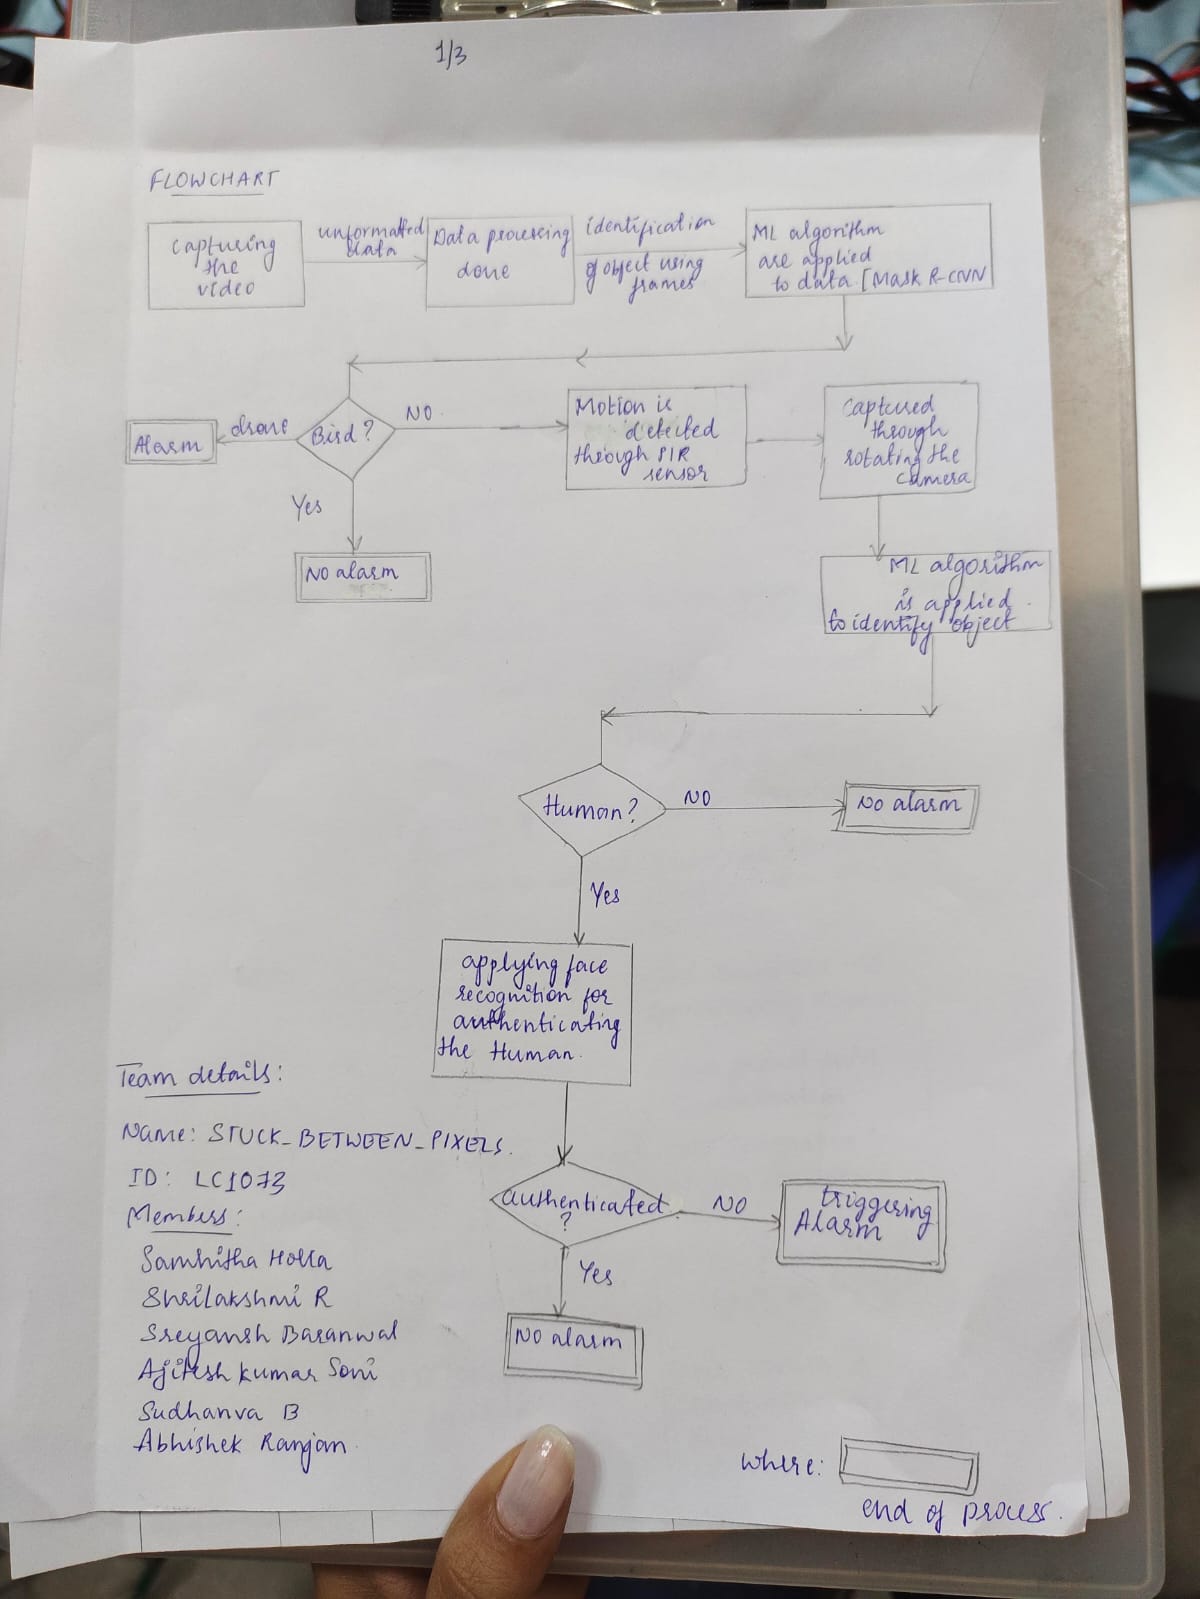 1/3
FLOWCHART
Capturing
the
video
unformatted
data
Data processing
done
identification
of object using
frames
ML algorithm
are applied
to data [Mask R-CNN
Alarm
drone
Bird?
NO
Motion is
detected
through PIR
sensor
Captured
through
rotating the
camera
Yes
NO alarm
ML algorithm
is applied
to identify object
Human?
NO
NO alarm
Yes
applying face
recognition for
authenticating
the Human.
Team details:
Name: STUCK_BETWEEN_PIXELS.
ID: LC1073
Members:
Samhitha Holla
Shrilakshmi R
Sreyansh Baranwal
Ajitesh Kumar Soni
Sudhanva B
Abhishek Ranjan
authenticated
?
NO
triggering
Alarm
Yes
NO alarm
where:
end of process.